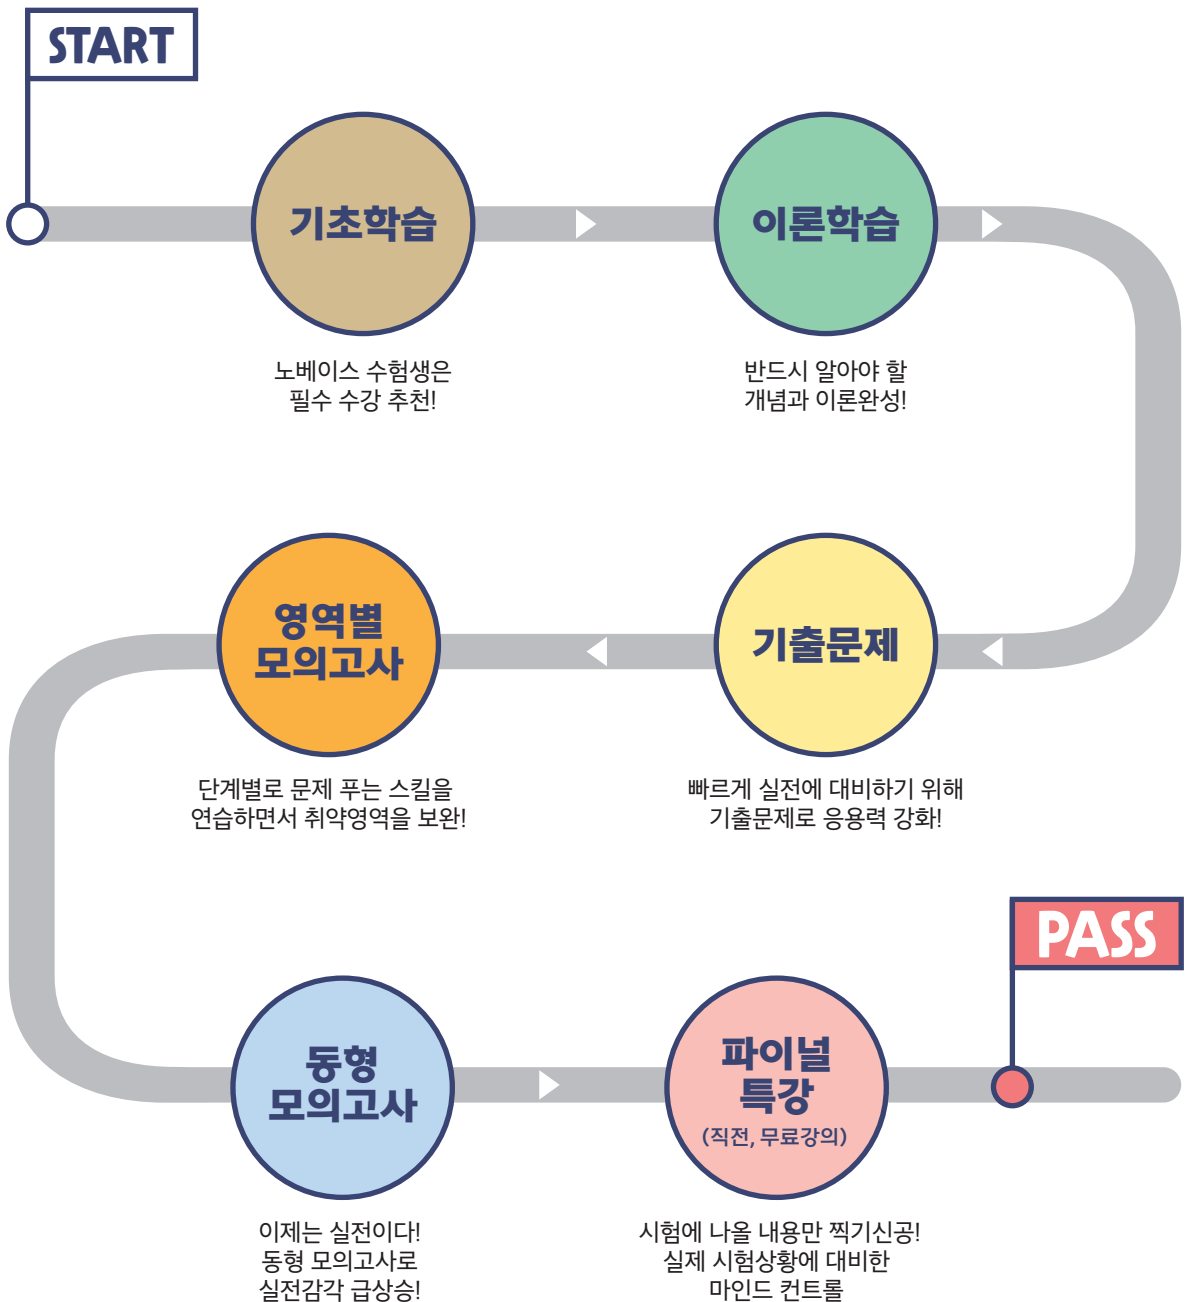 START
기초학습
노베이스 수험생은
필수 수강 추천!
이론학습
반드시 알아야 할
개념과 이론완성!
기출문제
빠르게 실전에 대비하기 위해
기출문제로 응용력 강화!
영역별
모의고사
단계별로 문제 푸는 스킬을
연습하면서 취약영역을 보완!
동형
모의고사
이제는 실전이다!
동형 모의고사로
실전감각 급상승!
파이널
특강
(직전, 무료강의)
시험에 나올 내용만 찍기신공!
실제 시험상황에 대비한
마인드 컨트롤
PASS